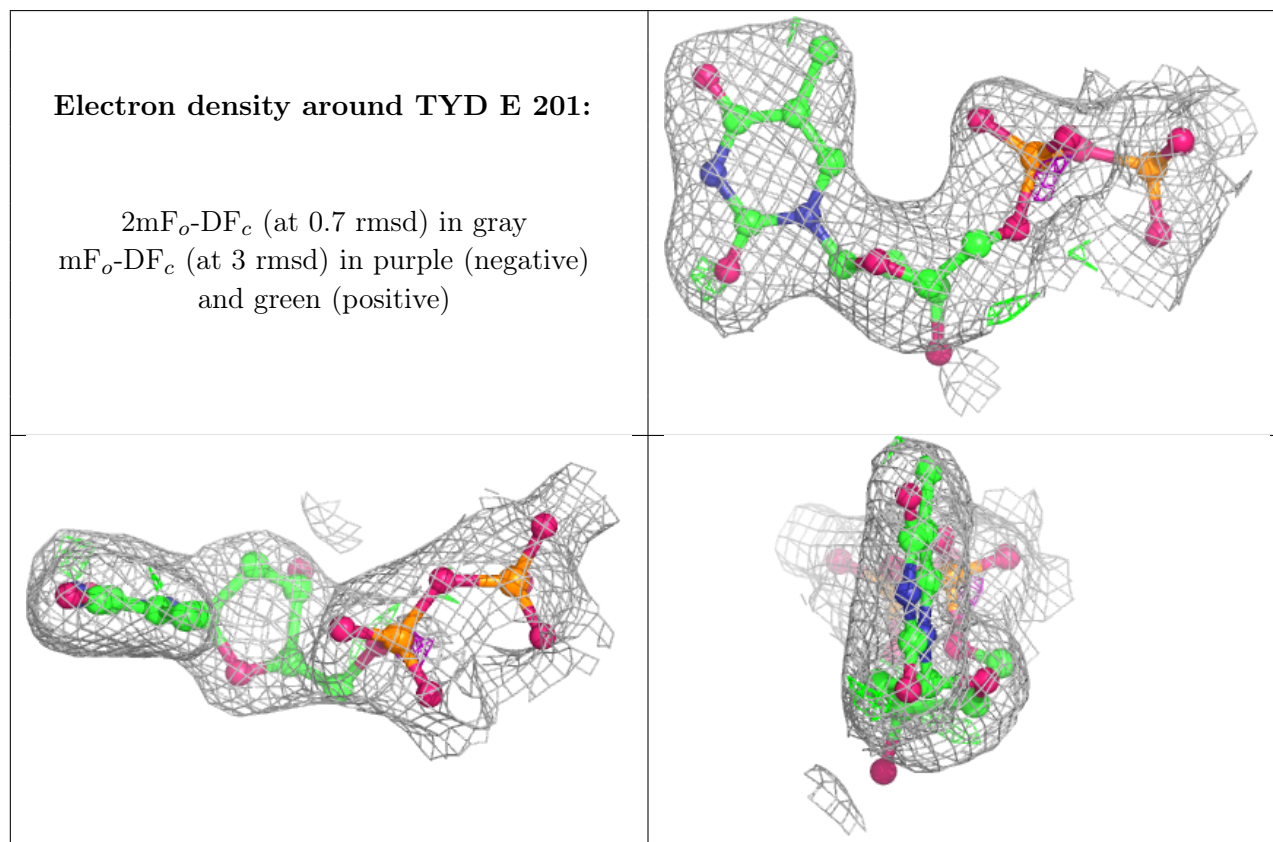 Electron density around TYD E 201:
2mFₒ-DF𝒸 (at 0.7 rmsd) in gray
mFₒ-DF𝒸 (at 3 rmsd) in purple (negative)
and green (positive)